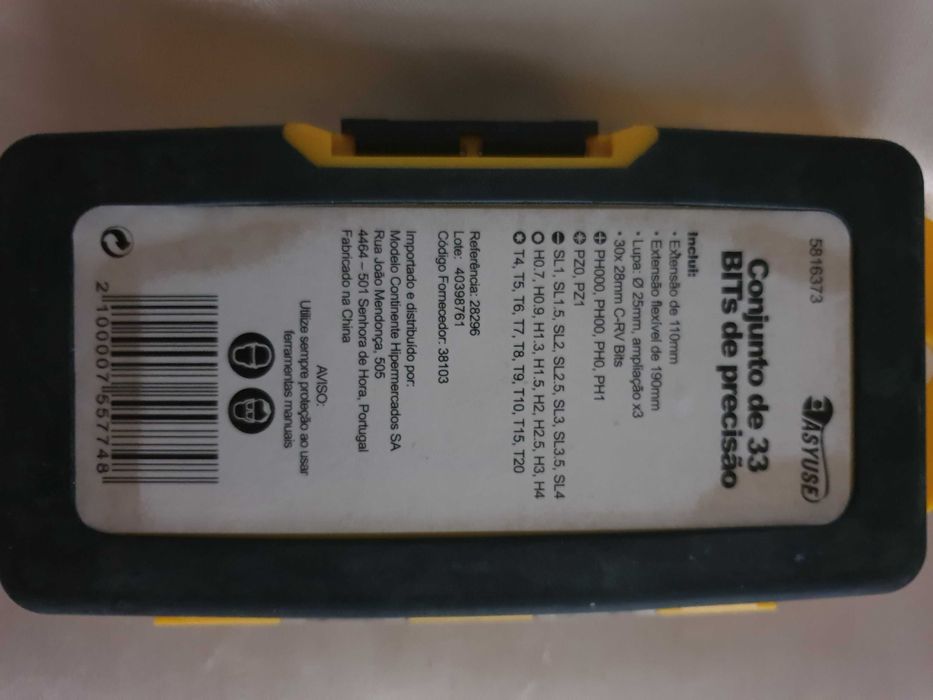 5816373
EASYUSE
Conjunto de 33
BITs de precisão
Inclui:
• Extensão de 110mm
• Extensão flexível de 190mm
• Lupa: Ø 25mm, ampliação x3
• 30x 28mm C-RV Bits
PH000, PH00, PH0, PH1
PZ0, PZ1
SL1, SL1.5, SL2, SL2.5, SL3, SL3.5, SL4
H0.7, H0.9, H1.3, H1.5, H2, H2.5, H3, H4
T4, T5, T6, T7, T8, T9, T10, T15, T20
Referência: 28296
Lote: 40398761
Código Fornecedor: 38103
Importado e distribuído por:
Modelo Continente Hipermercados SA
Rua João Mendonça, 505
4464 – 501 Senhora de Hora, Portugal
Fabricado na China
AVISO:
Utilize sempre proteção ao usar
ferramentas manuais
2 100007 657748